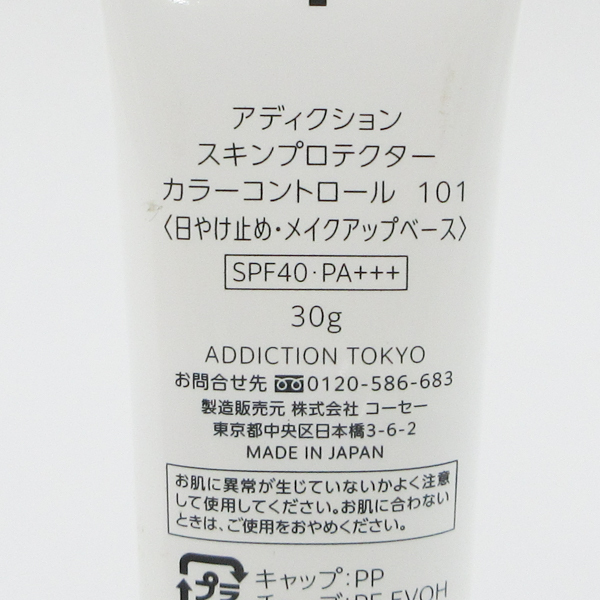 アディクション
スキンプロテクター
カラーコントロール 101
〈日やけ止め・メイクアップベース〉
SPF40・PA+++
30g
ADDICTION TOKYO
お問合せ先 0120-586-683
製造販売元 株式会社 コーセー
東京都中央区日本橋3-6-2
MADE IN JAPAN
お肌に異常が生じていないかよく注意
して使用してください。お肌に合わない
ときは、ご使用をおやめください。
プラ
キャップ:PP
チューブ:PE,EVOH